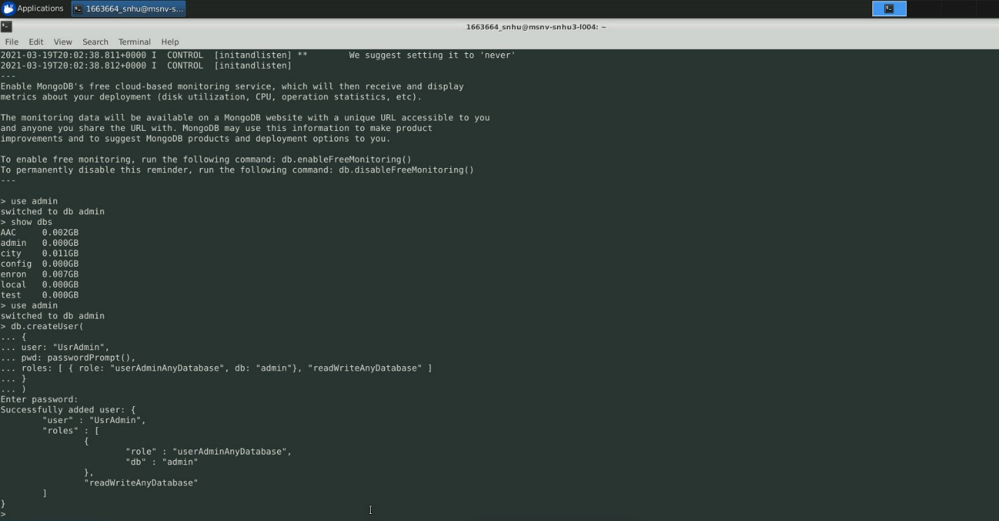 Applications 1663664_snhu@msnv-s...
1663664_snhu@msnv-snhu3-l004: ~
File Edit View Search Terminal Help
2021-03-19T20:02:38.811+0000 I  CONTROL  [initandlisten] **        We suggest setting it to 'never'
2021-03-19T20:02:38.812+0000 I  CONTROL  [initandlisten]
---
Enable MongoDB's free cloud-based monitoring service, which will then receive and display
metrics about your deployment (disk utilization, CPU, operation statistics, etc).

The monitoring data will be available on a MongoDB website with a unique URL accessible to you
and anyone you share the URL with. MongoDB may use this information to make product
improvements and to suggest MongoDB products and deployment options to you.

To enable free monitoring, run the following command: db.enableFreeMonitoring()
To permanently disable this reminder, run the following command: db.disableFreeMonitoring()
---

> use admin
switched to db admin
> show dbs
AAC     0.002GB
admin   0.000GB
city    0.011GB
config  0.000GB
enron   0.007GB
local   0.000GB
test    0.000GB
> use admin
switched to db admin
> db.createUser(
... {
... user: "UsrAdmin",
... pwd: passwordPrompt(),
... roles: [ { role: "userAdminAnyDatabase", db: "admin"}, "readWriteAnyDatabase" ]
... }
... )
Enter password:
Successfully added user: {
        "user" : "UsrAdmin",
        "roles" : [
                {
                        "role" : "userAdminAnyDatabase",
                        "db" : "admin"
                },
                "readWriteAnyDatabase"
        ]
}
>